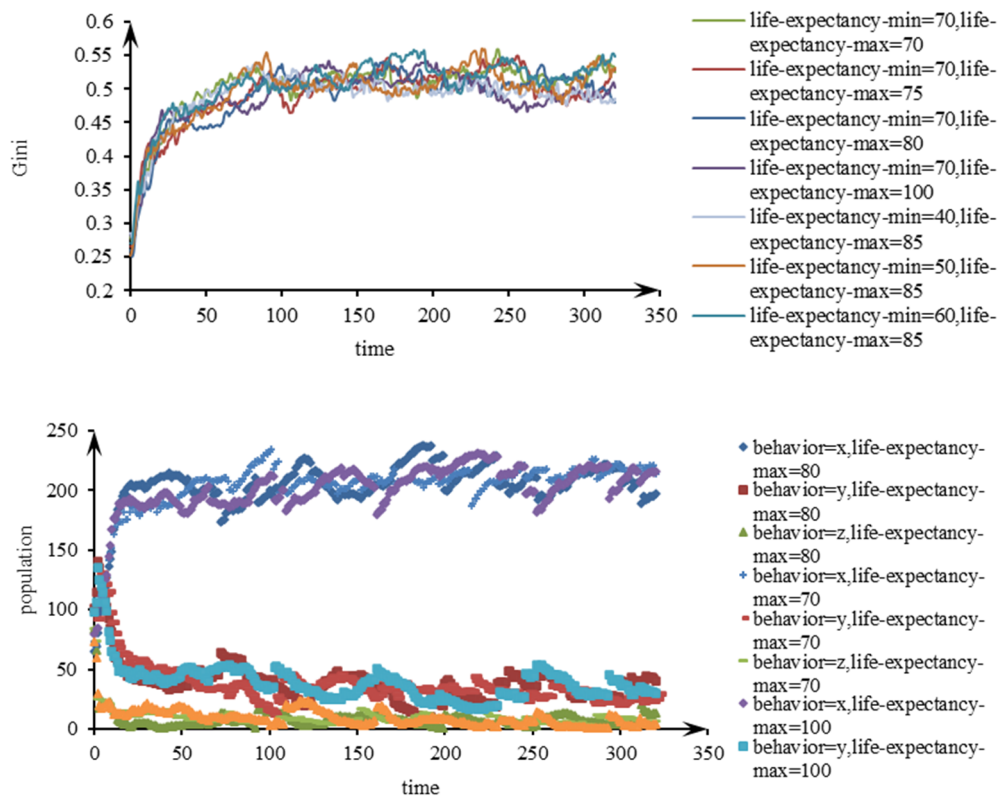 0.6
0.55
0.5
0.45
0.4
0.35
0.3
0.25
0.2
Gini
0 50 100 150 200 250 300 350
time
life-expectancy-min=70,life-
expectancy-max=70
life-expectancy-min=70,life-
expectancy-max=75
life-expectancy-min=70,life-
expectancy-max=80
life-expectancy-min=70,life-
expectancy-max=100
life-expectancy-min=40,life-
expectancy-max=85
life-expectancy-min=50,life-
expectancy-max=85
life-expectancy-min=60,life-
expectancy-max=85
250
200
150
100
50
0
population
0 50 100 150 200 250 300 350
time
behavior=x,life-expectancy-
max=80
behavior=y,life-expectancy-
max=80
behavior=z,life-expectancy-
max=80
behavior=x,life-expectancy-
max=70
behavior=y,life-expectancy-
max=70
behavior=z,life-expectancy-
max=70
behavior=x,life-expectancy-
max=100
behavior=y,life-expectancy-
max=100